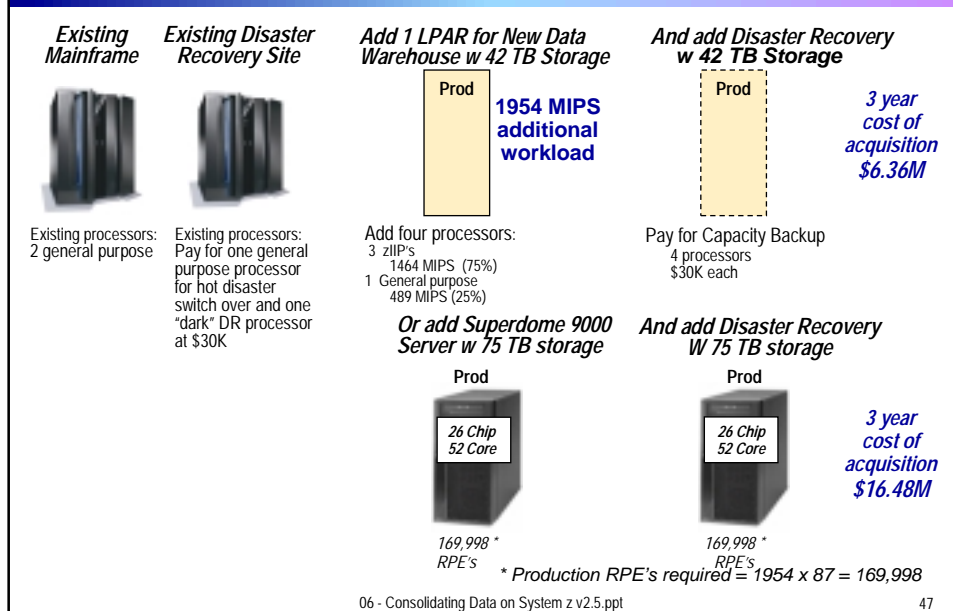 Existing
Mainframe
Existing Disaster
Recovery Site
Add 1 LPAR for New Data
Warehouse w 42 TB Storage
And add Disaster Recovery
w 42 TB Storage
Prod
1954 MIPS
additional
workload
Prod
3 year
cost of
acquisition
$6.36M
Existing processors:
2 general purpose
Existing processors:
Pay for one general
purpose processor
for hot disaster
switch over and one
"dark" DR processor
at $30K
Add four processors:
3 zIIP's
1464 MIPS (75%)
1 General purpose
489 MIPS (25%)
Pay for Capacity Backup
4 processors
$30K each
Or add Superdome 9000
Server w 75 TB storage
And add Disaster Recovery
W 75 TB storage
Prod
26 Chip
52 Core
Prod
26 Chip
52 Core
3 year
cost of
acquisition
$16.48M
169,998 *
RPE's
169,998 *
RPE's
* Production RPE's required = 1954 x 87 = 169,998
06 - Consolidating Data on System z v2.5.ppt
47